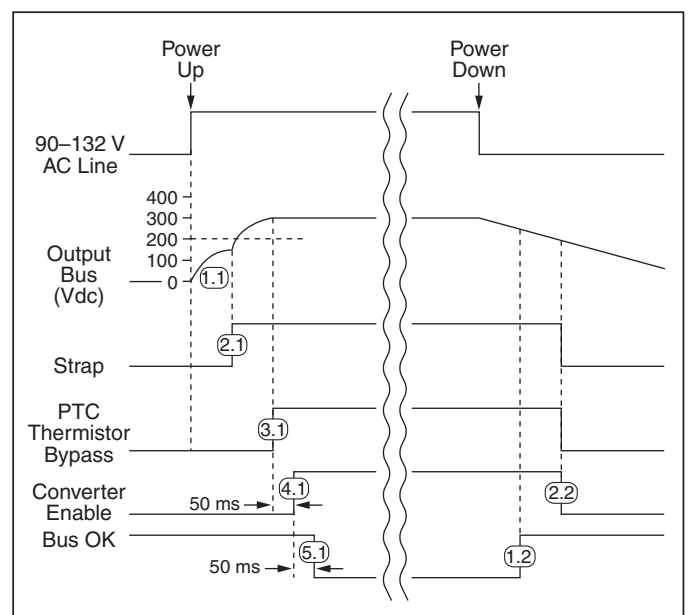 Power
Up
Power
Down
90–132 V
AC Line
400
300
200
100
0
Output
Bus
(Vdc)
1.1
Strap
2.1
PTC
Thermistor
Bypass
3.1
Converter
Enable
50 ms
4.1
2.2
Bus OK
50 ms
5.1
1.2